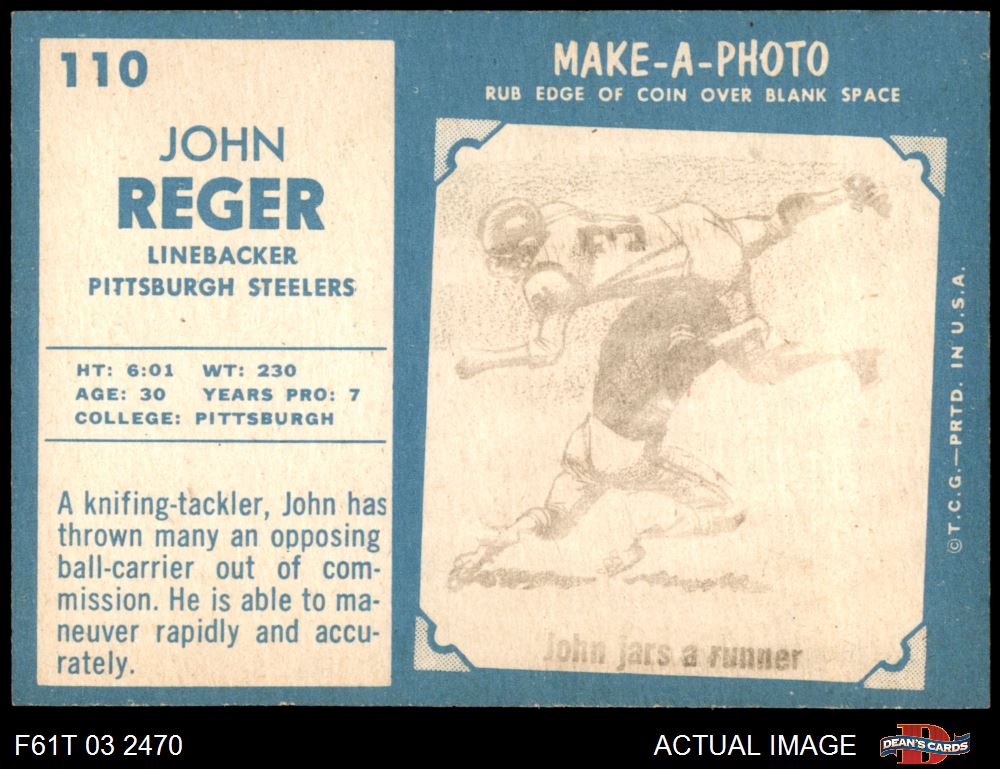 110
JOHN
REGER
LINEBACKER
PITTSBURGH STEELERS
HT: 6:01 WT: 230
AGE: 30 YEARS PRO: 7
COLLEGE: PITTSBURGH
A knifing-tackler, John has
thrown many an opposing
ball-carrier out of com-
mission. He is able to ma-
neuver rapidly and accu-
rately.
MAKE-A-PHOTO
RUB EDGE OF COIN OVER BLANK SPACE
John jars a runner
©T.C.G.—PRTD. IN U.S.A.
F61T 03 2470
ACTUAL IMAGE
DEAN'S CARDS